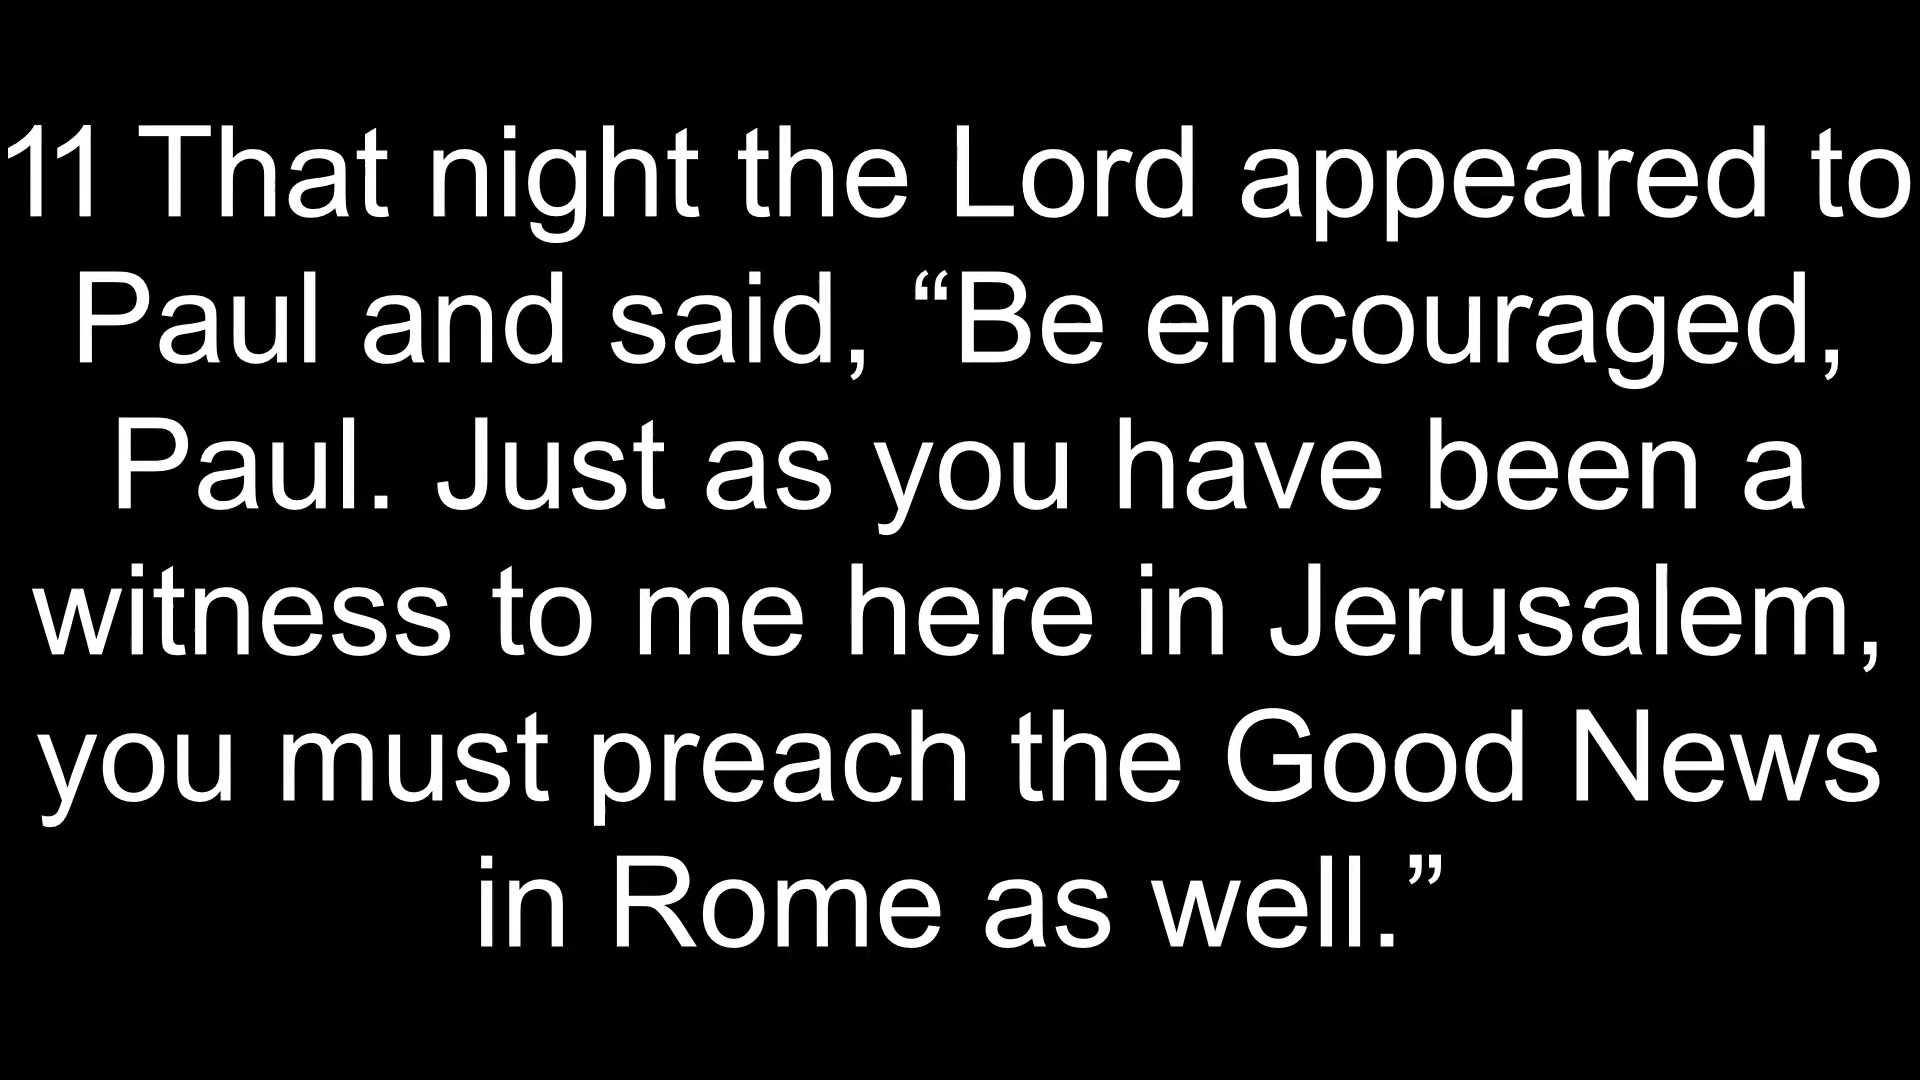 11 That night the Lord appeared to
Paul and said, “Be encouraged,
Paul. Just as you have been a
witness to me here in Jerusalem,
you must preach the Good News
in Rome as well.”